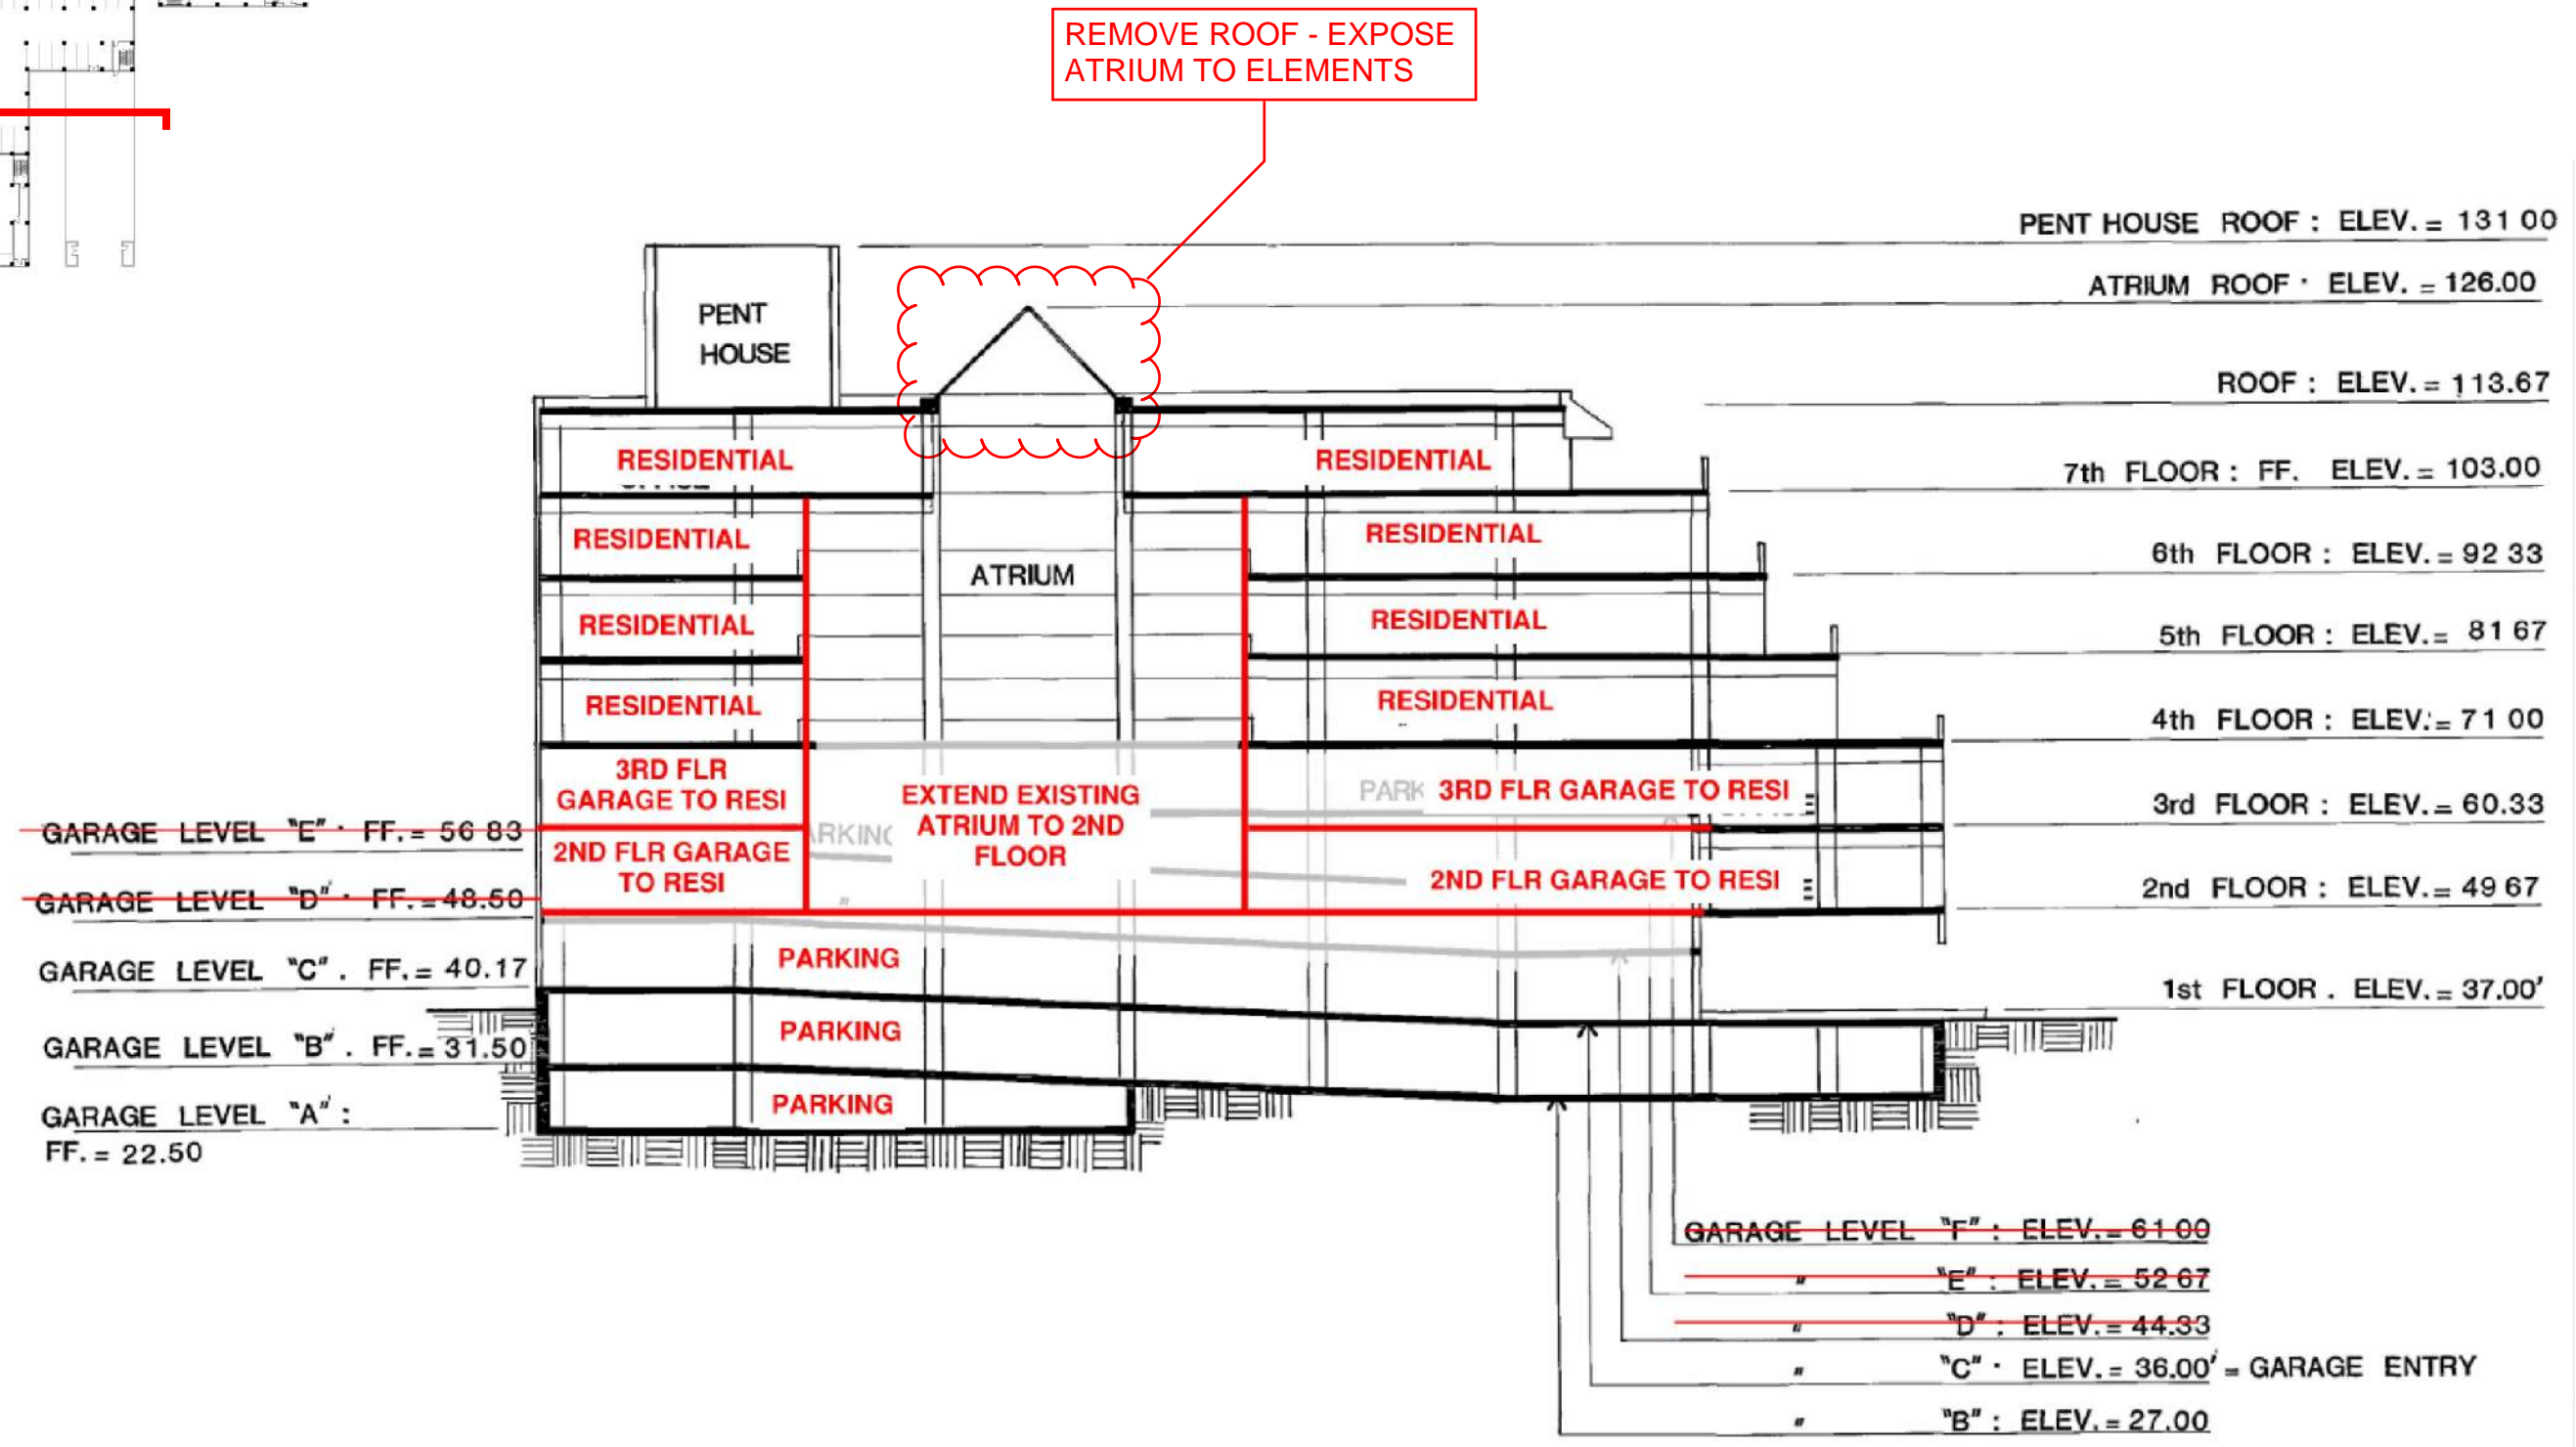 REMOVE ROOF - EXPOSE
ATRIUM TO ELEMENTS
PENT HOUSE ROOF : ELEV. = 131 00
ATRIUM ROOF · ELEV. = 126.00
PENT
HOUSE
ROOF : ELEV. = 113.67
RESIDENTIAL
RESIDENTIAL
7th FLOOR : FF. ELEV. = 103.00
RESIDENTIAL
RESIDENTIAL
6th FLOOR : ELEV. = 92 33
ATRIUM
RESIDENTIAL
RESIDENTIAL
5th FLOOR : ELEV. = 81 67
RESIDENTIAL
RESIDENTIAL
4th FLOOR : ELEV. = 71 00
3RD FLR
GARAGE TO RESI
EXTEND EXISTING
ATRIUM TO 2ND
FLOOR
PARK
3RD FLR GARAGE TO RESI
3rd FLOOR : ELEV. = 60.33
GARAGE LEVEL "E" · FF. = 56 83
ARKING
2ND FLR GARAGE
TO RESI
2ND FLR GARAGE TO RESI
2nd FLOOR : ELEV. = 49 67
GARAGE LEVEL "D" · FF. = 48.50
"
PARKING
GARAGE LEVEL "C" . FF. = 40.17
1st FLOOR . ELEV. = 37.00'
PARKING
GARAGE LEVEL "B" . FF. = 31.50
PARKING
GARAGE LEVEL "A" :
FF. = 22.50
GARAGE LEVEL "F" : ELEV. = 61 00
" "E" : ELEV. = 52 67
" "D" : ELEV. = 44.33
" "C" · ELEV. = 36.00' = GARAGE ENTRY
" "B" : ELEV. = 27.00